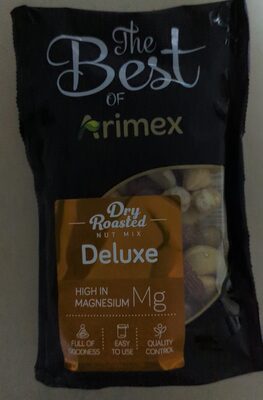 The
Best
OF
Arimex
Dry
Roasted
NUT MIX
Deluxe
HIGH IN
MAGNESIUM Mg
FULL OF
GOODNESS
EASY
TO USE
QUALITY
CONTROL